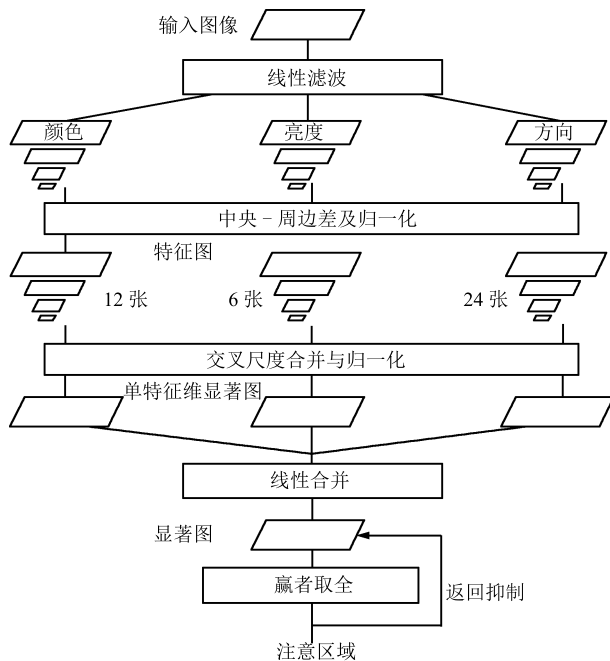 输入图像
线性滤波
颜色
亮度
方向
中央-周边差及归一化
特征图
12 张
6 张
24 张
交叉尺度合并与归一化
单特征维显著图
线性合并
显著图
赢者取全
返回抑制
注意区域